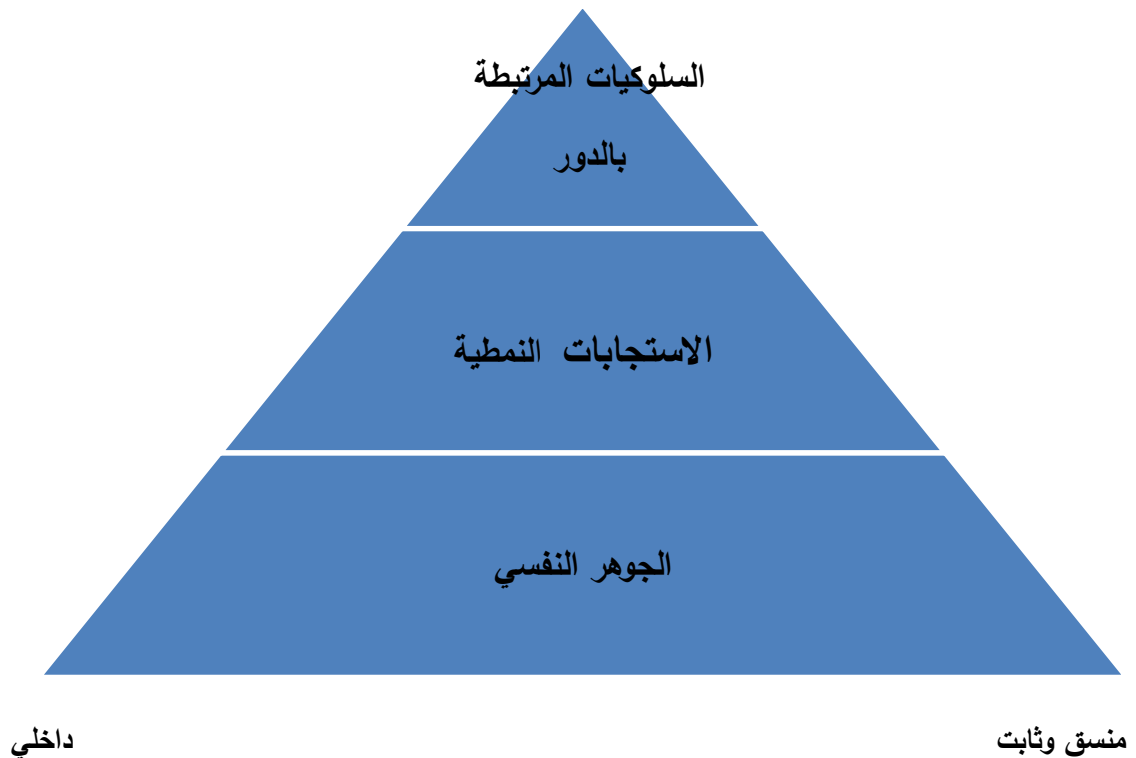 السلوكيات المرتبطة
بالدور
الاستجابات النمطية
الجوهر النفسي
منسق وثابت
داخلي